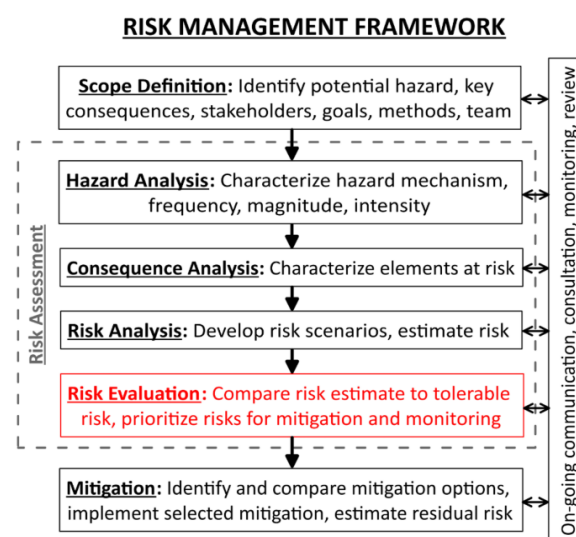 RISK MANAGEMENT FRAMEWORK
Scope Definition: Identify potential hazard, key
consequences, stakeholders, goals, methods, team
Hazard Analysis: Characterize hazard mechanism,
frequency, magnitude, intensity
Consequence Analysis: Characterize elements at risk
Risk Analysis: Develop risk scenarios, estimate risk
Risk Evaluation: Compare risk estimate to tolerable
risk, prioritize risks for mitigation and monitoring
Mitigation: Identify and compare mitigation options,
implement selected mitigation, estimate residual risk
Risk Assessment
On-going communication, consultation, monitoring, review